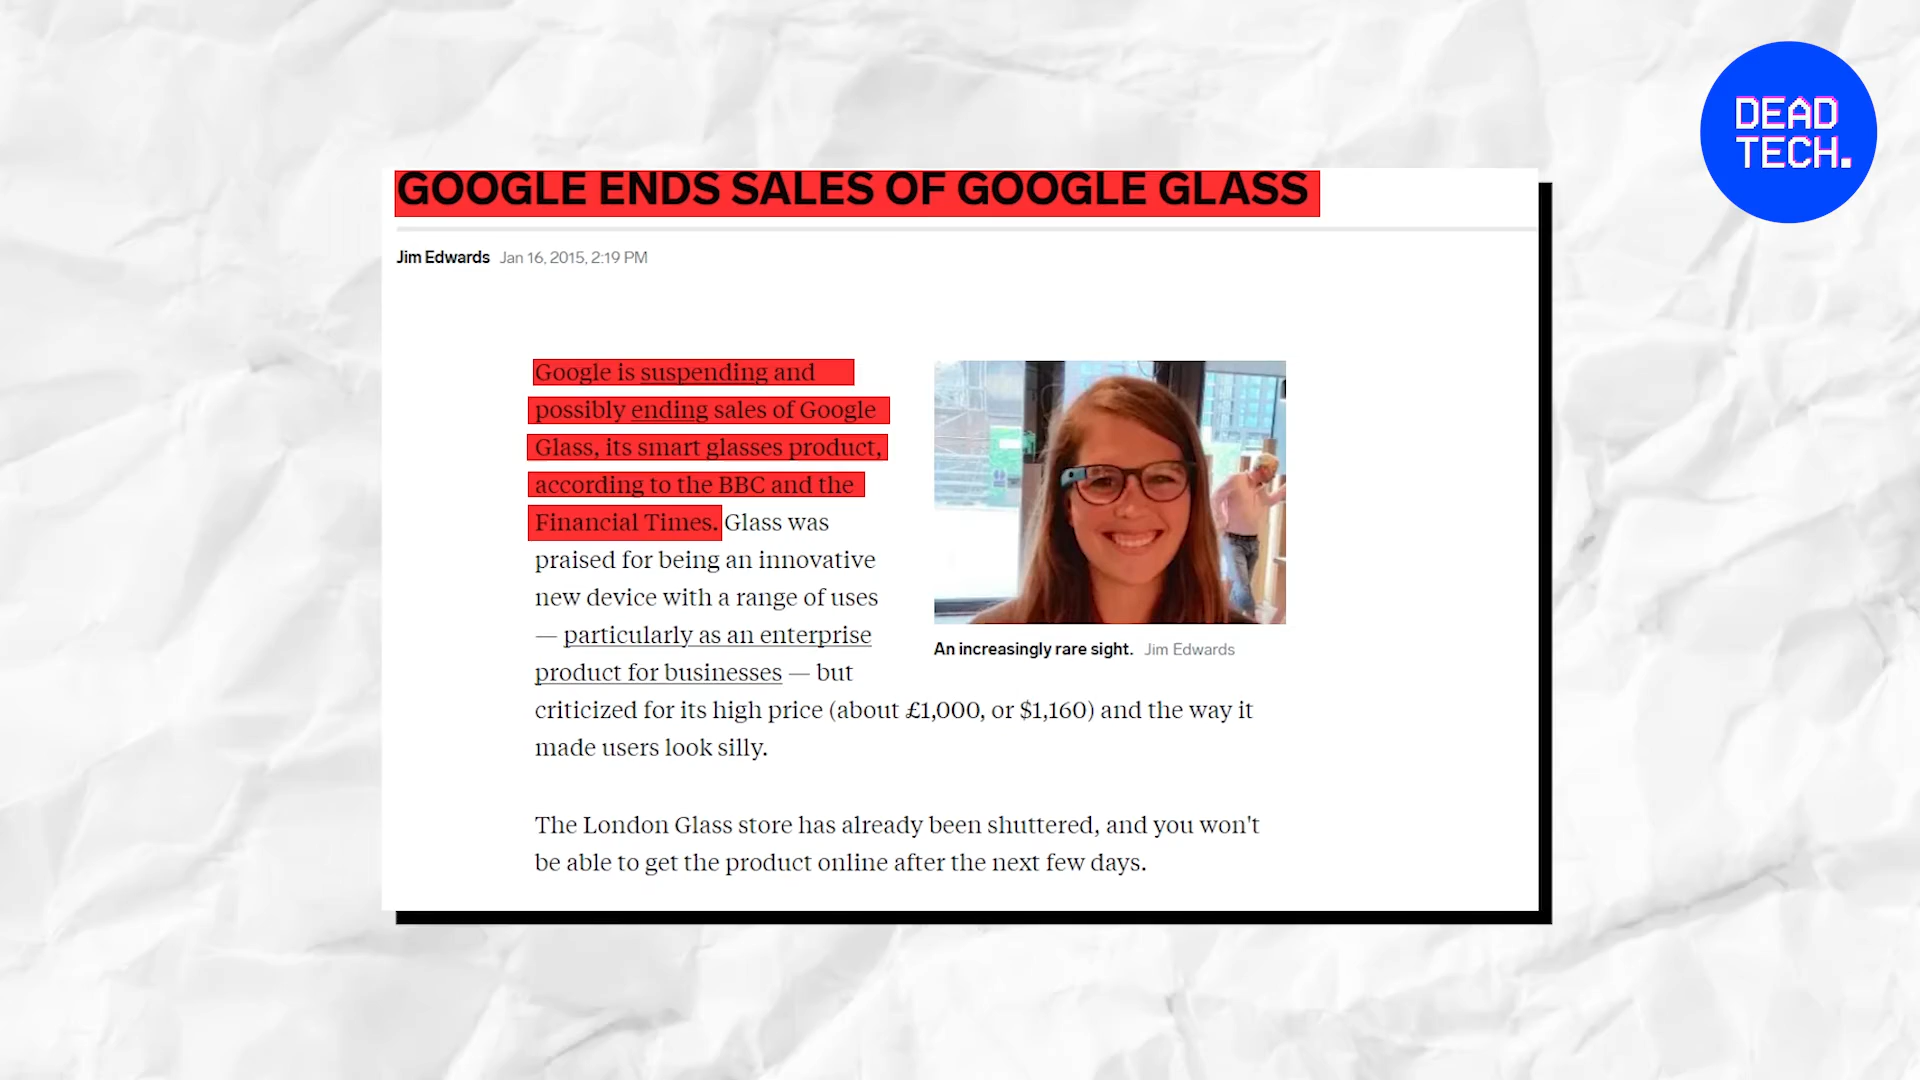 DEAD
TECH.
GOOGLE ENDS SALES OF GOOGLE GLASS
Jim Edwards Jan 16, 2015, 2:19 PM
Google is suspending and
possibly ending sales of Google
Glass, its smart glasses product,
according to the BBC and the
Financial Times. Glass was
praised for being an innovative
new device with a range of uses
— particularly as an enterprise
product for businesses — but
criticized for its high price (about £1,000, or $1,160) and the way it
made users look silly.
An increasingly rare sight. Jim Edwards
The London Glass store has already been shuttered, and you won't
be able to get the product online after the next few days.